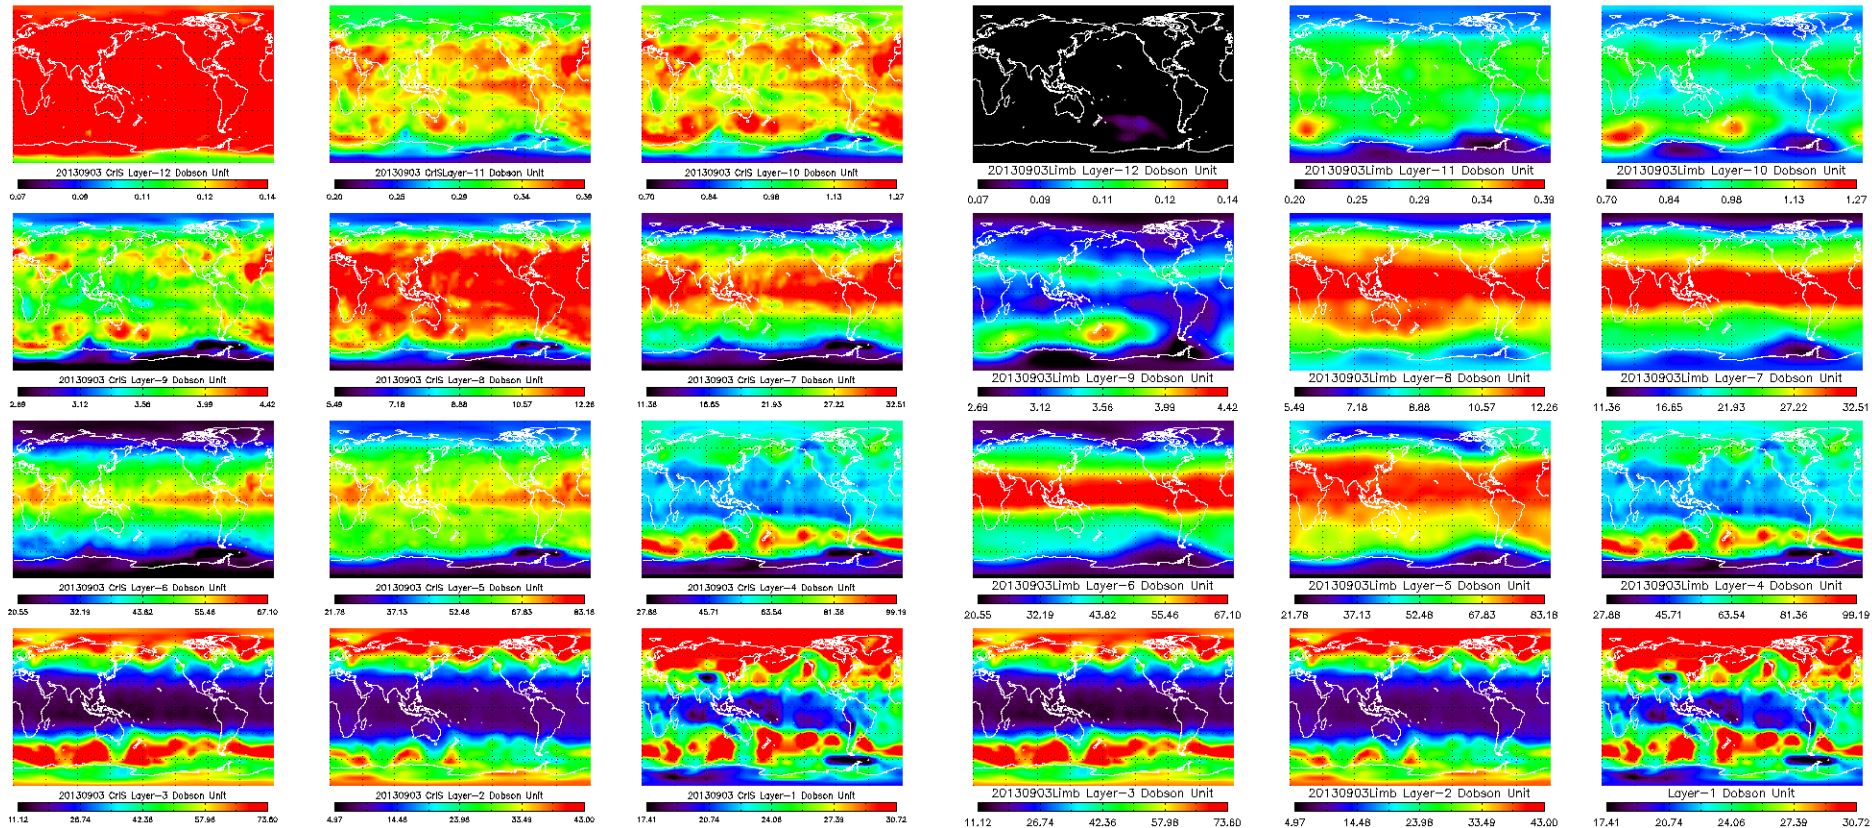 20130903 CrIS Layer-12 Dobson Unit
0.07 0.09 0.11 0.12 0.14
20130903 CrISLayer-11 Dobson Unit
0.20 0.25 0.29 0.34 0.39
20130903 CrIS Layer-10 Dobson Unit
0.70 0.84 0.98 1.13 1.27
20130903Limb Layer-12 Dobson Unit
0.07 0.09 0.11 0.12 0.14
20130903Limb Layer-11 Dobson Unit
0.20 0.25 0.29 0.34 0.39
20130903Limb Layer-10 Dobson Unit
0.70 0.84 0.98 1.13 1.27
20130903 CrIS Layer-9 Dobson Unit
2.69 3.12 3.56 3.99 4.42
20130903 CrIS Layer-8 Dobson Unit
5.49 7.18 8.88 10.57 12.26
20130903 CrIS Layer-7 Dobson Unit
11.36 16.65 21.93 27.22 32.51
20130903Limb Layer-9 Dobson Unit
2.69 3.12 3.56 3.99 4.42
20130903Limb Layer-8 Dobson Unit
5.49 7.18 8.88 10.57 12.26
20130903Limb Layer-7 Dobson Unit
11.36 16.65 21.93 27.22 32.51
20130903 CrIS Layer-6 Dobson Unit
20.55 32.19 43.82 55.46 67.10
20130903 CrIS Layer-5 Dobson Unit
21.78 37.13 52.48 67.83 83.18
20130903 CrIS Layer-4 Dobson Unit
27.88 45.71 63.54 81.36 99.19
20130903Limb Layer-6 Dobson Unit
20.55 32.19 43.82 55.46 67.10
20130903Limb Layer-5 Dobson Unit
21.78 37.13 52.48 67.83 83.18
20130903Limb Layer-4 Dobson Unit
27.88 45.71 63.54 81.36 99.19
20130903 CrIS Layer-3 Dobson Unit
11.12 26.74 42.36 57.98 73.60
20130903 CrIS Layer-2 Dobson Unit
4.97 14.48 23.98 33.49 43.00
20130903 CrIS Layer-1 Dobson Unit
17.41 20.74 24.06 27.39 30.72
20130903Limb Layer-3 Dobson Unit
11.12 26.74 42.36 57.98 73.60
20130903Limb Layer-2 Dobson Unit
4.97 14.48 23.98 33.49 43.00
Layer-1 Dobson Unit
17.41 20.74 24.06 27.39 30.72